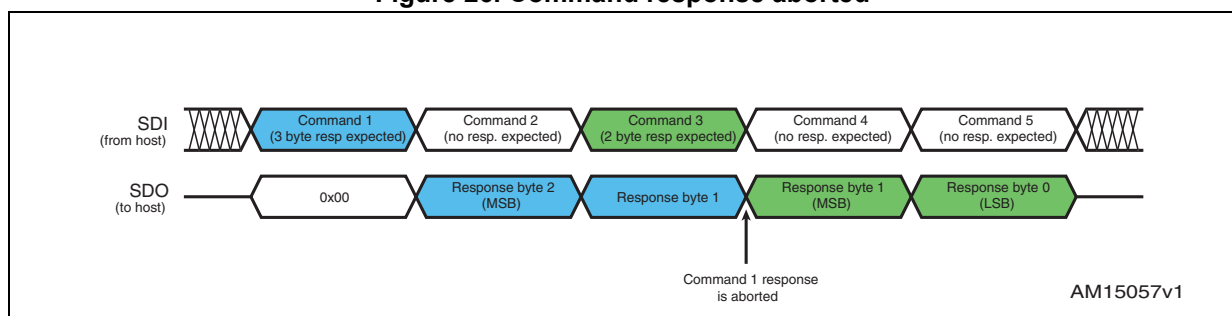 Figure Command response aborted
SDI
(from host)
Command 1
(3 byte resp expected)
Command 2
(no resp. expected)
Command 3
(2 byte resp expected)
Command 4
(no resp. expected)
Command 5
(no resp. expected)
SDO
(to host)
0x00
Response byte 2
(MSB)
Response byte 1
Response byte 1
(MSB)
Response byte 0
(LSB)
Command 1 response
is aborted
AM15057v1